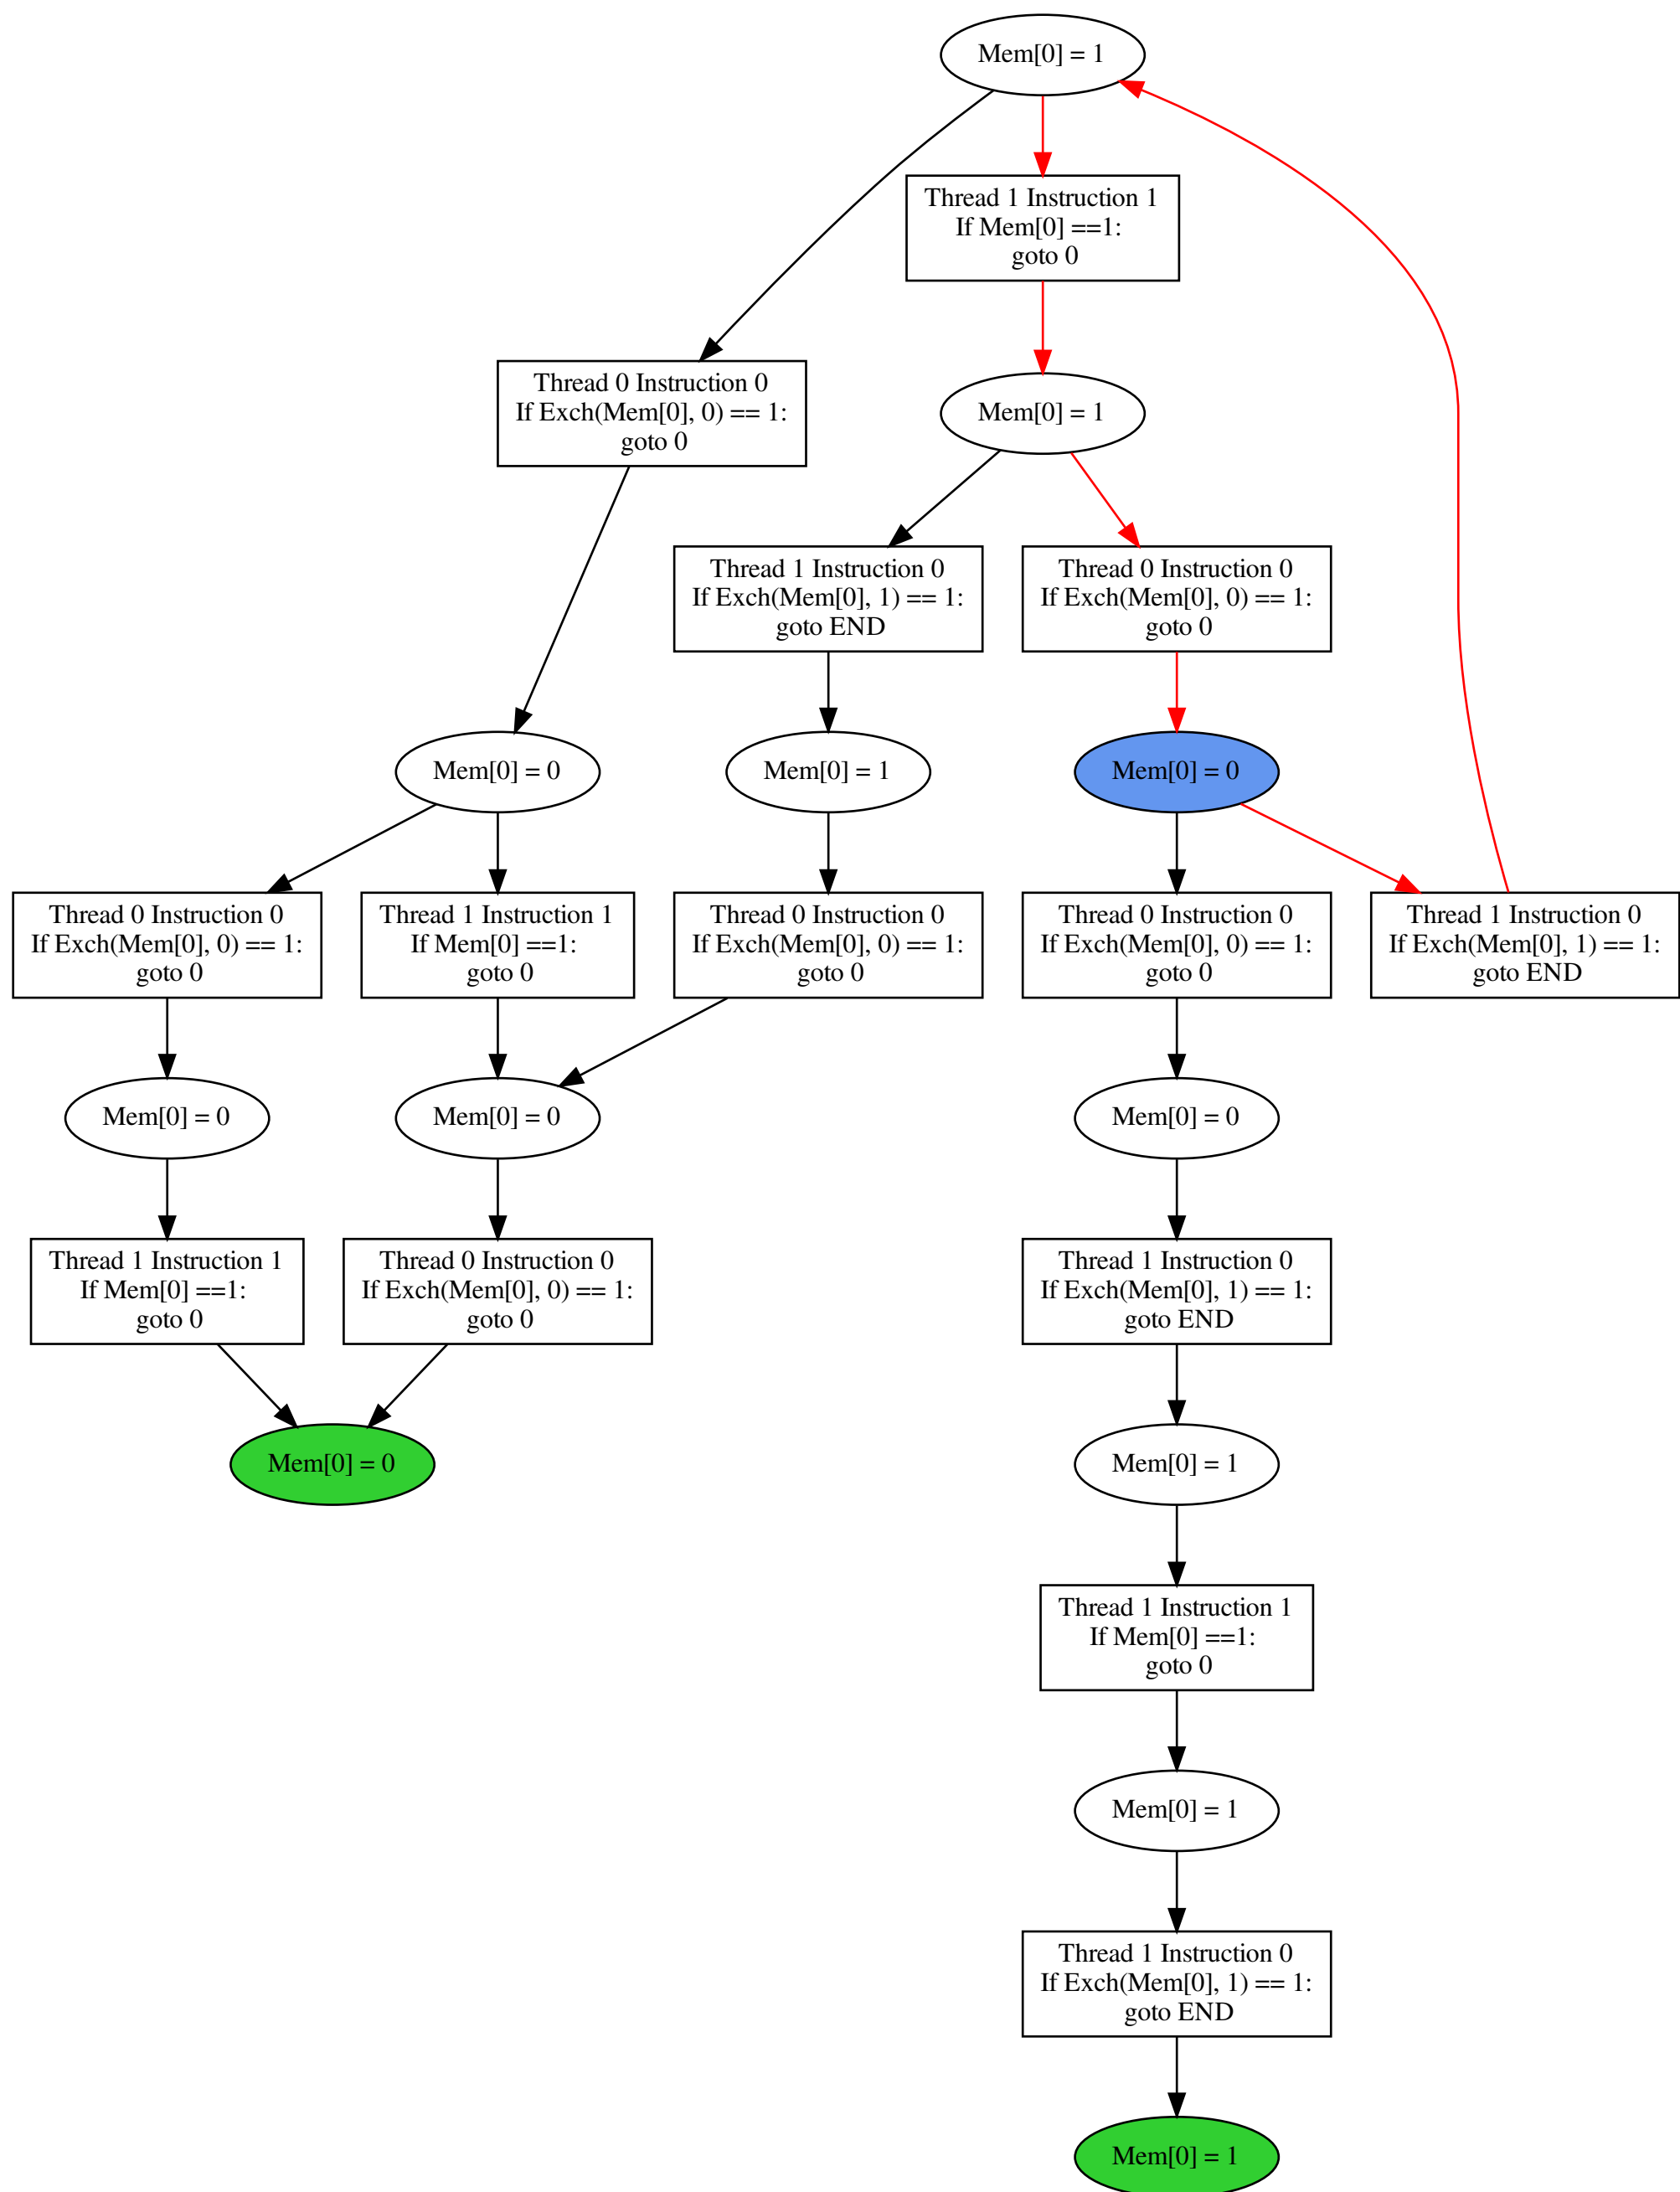 Mem[0] = 1
Thread 1 Instruction 1
If Mem[0] ==1:
goto 0
Thread 0 Instruction 0
If Exch(Mem[0], 0) == 1:
goto 0
Mem[0] = 1
Thread 1 Instruction 0
If Exch(Mem[0], 1) == 1:
goto END
Thread 0 Instruction 0
If Exch(Mem[0], 0) == 1:
goto 0
Mem[0] = 0
Mem[0] = 1
Mem[0] = 0
Thread 0 Instruction 0
If Exch(Mem[0], 0) == 1:
goto 0
Thread 1 Instruction 1
If Mem[0] ==1:
goto 0
Thread 0 Instruction 0
If Exch(Mem[0], 0) == 1:
goto 0
Thread 0 Instruction 0
If Exch(Mem[0], 0) == 1:
goto 0
Thread 1 Instruction 0
If Exch(Mem[0], 1) == 1:
goto END
Mem[0] = 0
Mem[0] = 0
Mem[0] = 0
Thread 1 Instruction 1
If Mem[0] ==1:
goto 0
Thread 0 Instruction 0
If Exch(Mem[0], 0) == 1:
goto 0
Thread 1 Instruction 0
If Exch(Mem[0], 1) == 1:
goto END
Mem[0] = 0
Mem[0] = 1
Thread 1 Instruction 1
If Mem[0] ==1:
goto 0
Mem[0] = 1
Thread 1 Instruction 0
If Exch(Mem[0], 1) == 1:
goto END
Mem[0] = 1